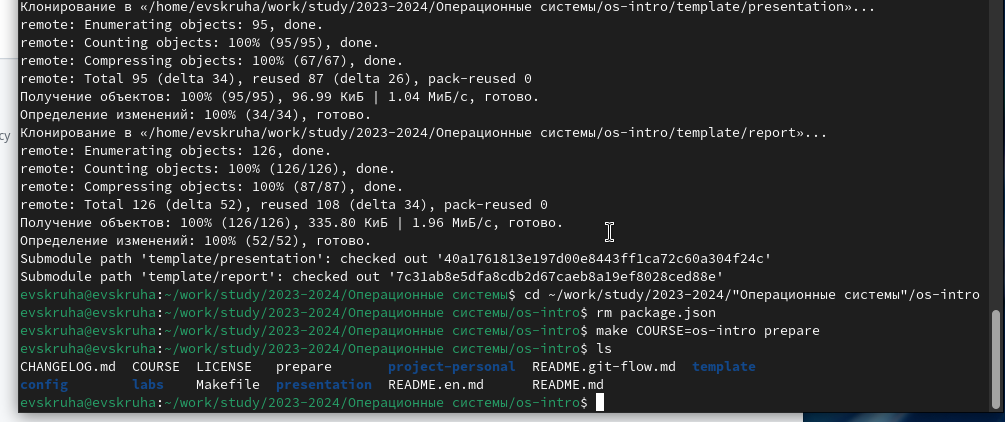 Клонирование в «/home/evskruha/work/study/2023-2024/Операционные системы/os-intro/template/presentation»...
remote: Enumerating objects: 95, done.
remote: Counting objects: 100% (95/95), done.
remote: Compressing objects: 100% (67/67), done.
remote: Total 95 (delta 34), reused 87 (delta 26), pack-reused 0
Получение объектов: 100% (95/95), 96.99 КиБ | 1.04 МиБ/с, готово.
Определение изменений: 100% (34/34), готово.
Клонирование в «/home/evskruha/work/study/2023-2024/Операционные системы/os-intro/template/report»...
remote: Enumerating objects: 126, done.
remote: Counting objects: 100% (126/126), done.
remote: Compressing objects: 100% (87/87), done.
remote: Total 126 (delta 52), reused 108 (delta 34), pack-reused 0
Получение объектов: 100% (126/126), 335.80 КиБ | 1.96 МиБ/с, готово.
Определение изменений: 100% (52/52), готово.
Submodule path 'template/presentation': checked out '40a1761813e197d00e8443ff1ca72c60a304f24c'
Submodule path 'template/report': checked out '7c31ab8e5dfa8cdb2d67caeb8a19ef8028ced88e'
evskruha@evskruha:~/work/study/2023-2024/Операционные системы$ cd ~/work/study/2023-2024/"Операционные системы"/os-intro
evskruha@evskruha:~/work/study/2023-2024/Операционные системы/os-intro$ rm package.json
evskruha@evskruha:~/work/study/2023-2024/Операционные системы/os-intro$ make COURSE=os-intro prepare
evskruha@evskruha:~/work/study/2023-2024/Операционные системы/os-intro$ ls
CHANGELOG.md COURSE LICENSE prepare project-personal README.git-flow.md template
config labs Makefile presentation README.en.md README.md
evskruha@evskruha:~/work/study/2023-2024/Операционные системы/os-intro$